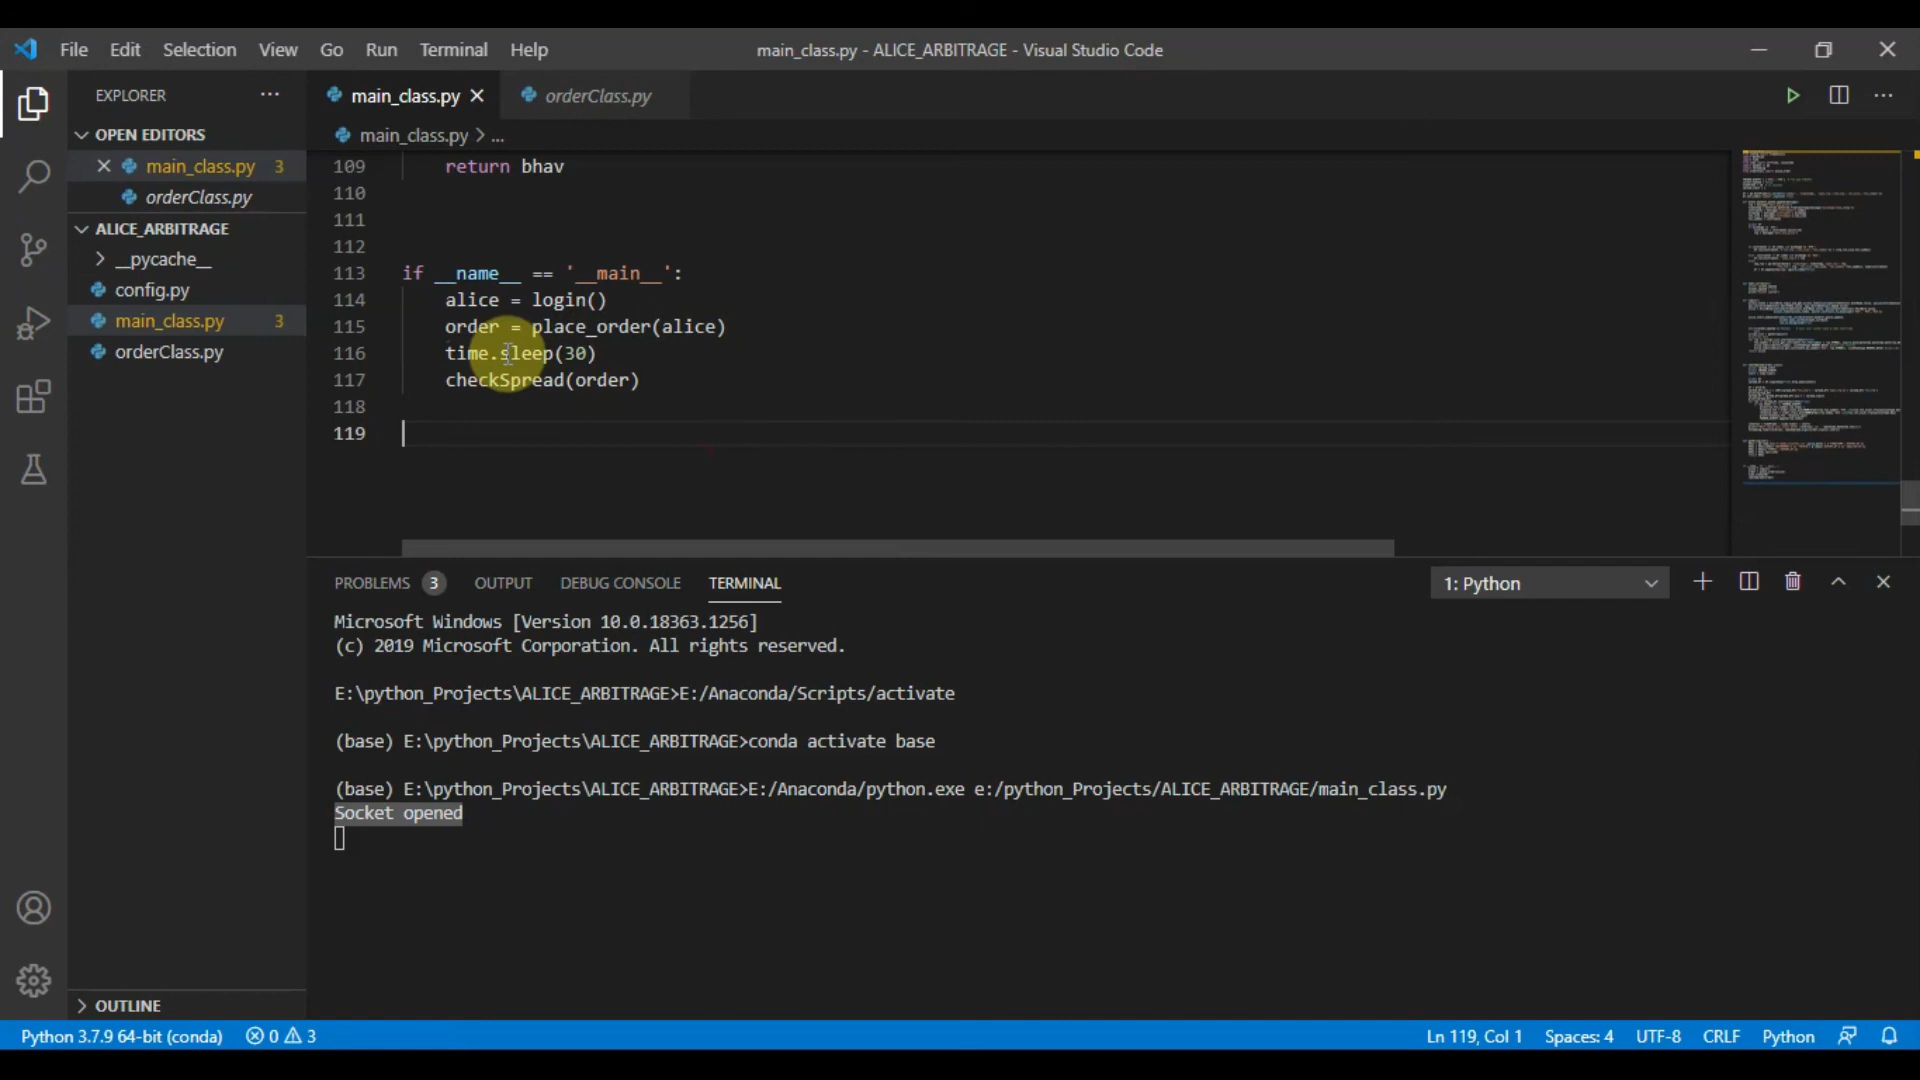 File Edit Selection View Go Run Terminal Help
main_class.py - ALICE_ARBITRAGE - Visual Studio Code
EXPLORER
OPEN EDITORS
main_class.py 3
orderClass.py
ALICE_ARBITRAGE
__pycache__
config.py
main_class.py 3
orderClass.py
OUTLINE
main_class.py
orderClass.py
main_class.py > ...
109 return bhav
110
111
112
113 if __name__ == '__main__':
114 alice = login()
115 order = place_order(alice)
116 time.sleep(30)
117 checkSpread(order)
118
119
PROBLEMS 3 OUTPUT DEBUG CONSOLE TERMINAL
1: Python
Microsoft Windows [Version 10.0.18363.1256]
(c) 2019 Microsoft Corporation. All rights reserved.
E:\python_Projects\ALICE_ARBITRAGE>E:/Anaconda/Scripts/activate
(base) E:\python_Projects\ALICE_ARBITRAGE>conda activate base
(base) E:\python_Projects\ALICE_ARBITRAGE>E:/Anaconda/python.exe e:/python_Projects/ALICE_ARBITRAGE/main_class.py
Socket opened
Python 3.7.9 64-bit (conda) 0 3
Ln 119, Col 1 Spaces: 4 UTF-8 CRLF Python